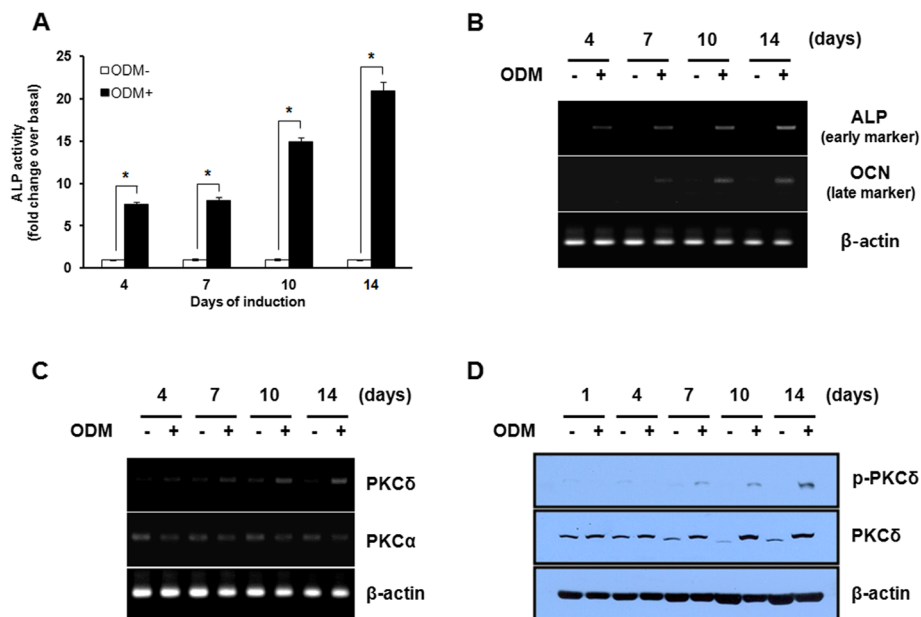 A
25
20
15
10
5
0
ALP activity
(fold change over basal)
ODM-
ODM+
*
*
*
*
4 7 10 14
Days of induction
B
4 7 10 14 (days)
ODM - + - + - + - +
ALP
(early marker)
OCN
(late marker)
β-actin
C
4 7 10 14 (days)
ODM - + - + - + - +
PKCδ
PKCα
β-actin
D
1 4 7 10 14 (days)
ODM - + - + - + - + - +
p-PKCδ
PKCδ
β-actin